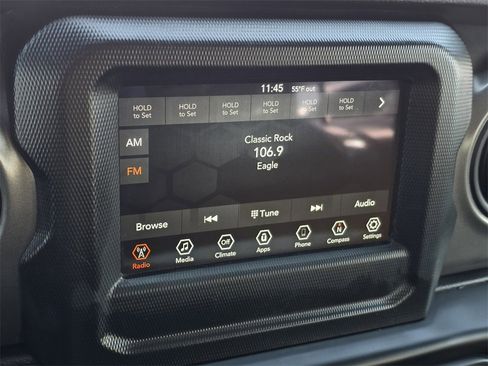 11:45 55°F out
HOLD to Set HOLD to Set HOLD to Set HOLD to Set HOLD to Set HOLD to Set
AM
Classic Rock
106.9
FM
Eagle
Browse Tune Audio
Off N
Radio Media Climate Apps Phone Compass Settings